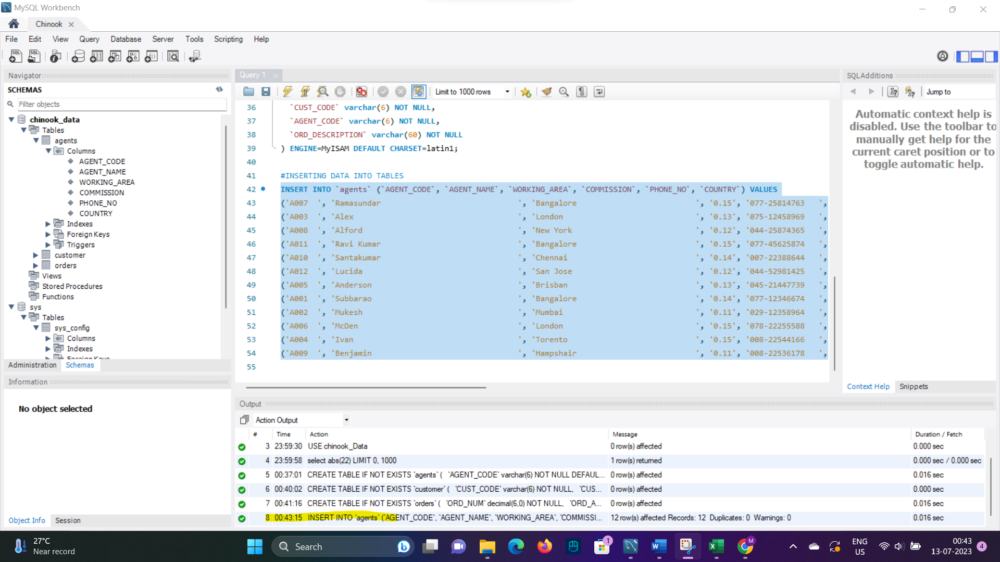 MySQL Workbench
Chinook
File Edit View Query Database Server Tools Scripting Help
Navigator
SCHEMAS
Filter objects
chinook_data
Tables
agents
Columns
AGENT_CODE
AGENT_NAME
WORKING_AREA
COMMISSION
PHONE_NO
COUNTRY
Indexes
Foreign Keys
Triggers
customer
orders
Views
Stored Procedures
Functions
sys
Tables
sys_config
Columns
Indexes
Foreign Keys
Administration Schemas
Information
No object selected
Object Info Session
Query 1
Limit to 1000 rows
36 `CUST_CODE` varchar(6) NOT NULL,
37 `AGENT_CODE` varchar(6) NOT NULL,
38 `ORD_DESCRIPTION` varchar(60) NOT NULL
39 ) ENGINE=MyISAM DEFAULT CHARSET=latin1;
40
41 #INSERTING DATA INTO TABLES
42 INSERT INTO `agents` (`AGENT_CODE`, `AGENT_NAME`, `WORKING_AREA`, `COMMISSION`, `PHONE_NO`, `COUNTRY`) VALUES
43 ('A007  ', 'Ramasundar ', 'Bangalore ', '0.15', '077-25814763 ',
44 ('A003  ', 'Alex ', 'London ', '0.13', '075-12458969 ',
45 ('A008  ', 'Alford ', 'New York ', '0.12', '044-25874365 ',
46 ('A011  ', 'Ravi Kumar ', 'Bangalore ', '0.15', '077-45625874 ',
47 ('A010  ', 'Santakumar ', 'Chennai ', '0.14', '007-22388644 ',
48 ('A012  ', 'Lucida ', 'San Jose ', '0.12', '044-52981425 ',
49 ('A005  ', 'Anderson ', 'Brisban ', '0.13', '045-21447739 ',
50 ('A001  ', 'Subbarao ', 'Bangalore ', '0.14', '077-12346674 ',
51 ('A002  ', 'Mukesh ', 'Mumbai ', '0.11', '029-12358964 ',
52 ('A006  ', 'McDen ', 'London ', '0.15', '078-22255588 ',
53 ('A004  ', 'Ivan ', 'Torento ', '0.15', '008-22544166 ',
54 ('A009  ', 'Benjamin ', 'Hampshair ', '0.11', '008-22536178 ',
55
SQLAdditions
Jump to
Automatic context help is
disabled. Use the toolbar to
manually get help for the
current caret position or to
toggle automatic help.
Context Help Snippets
Output
Action Output
# Time Action Message Duration / Fetch
3 23:59:30 USE chinook_Data 0 row(s) affected 0.000 sec
4 23:59:58 select abs(22) LIMIT 0, 1000 1 row(s) returned 0.000 sec / 0.000 sec
5 00:37:01 CREATE TABLE IF NOT EXISTS `agents` ( `AGENT_CODE` varchar(6) NOT NULL DEFAUL... 0 row(s) affected 0.016 sec
6 00:40:02 CREATE TABLE IF NOT EXISTS `customer` ( `CUST_CODE` varchar(6) NOT NULL, `CUS... 0 row(s) affected 0.000 sec
7 00:41:16 CREATE TABLE IF NOT EXISTS `orders` ( `ORD_NUM` decimal(6,0) NOT NULL, `ORD_A... 0 row(s) affected 0.016 sec
8 00:43:15 INSERT INTO `agents` (`AGENT_CODE`, `AGENT_NAME`, `WORKING_AREA`, `COMMISSI... 12 row(s) affected Records: 12 Duplicates: 0 Warnings: 0 0.016 sec
27°C
Near record
Search
1
M
ENG
US
00:43
13-07-2023
4